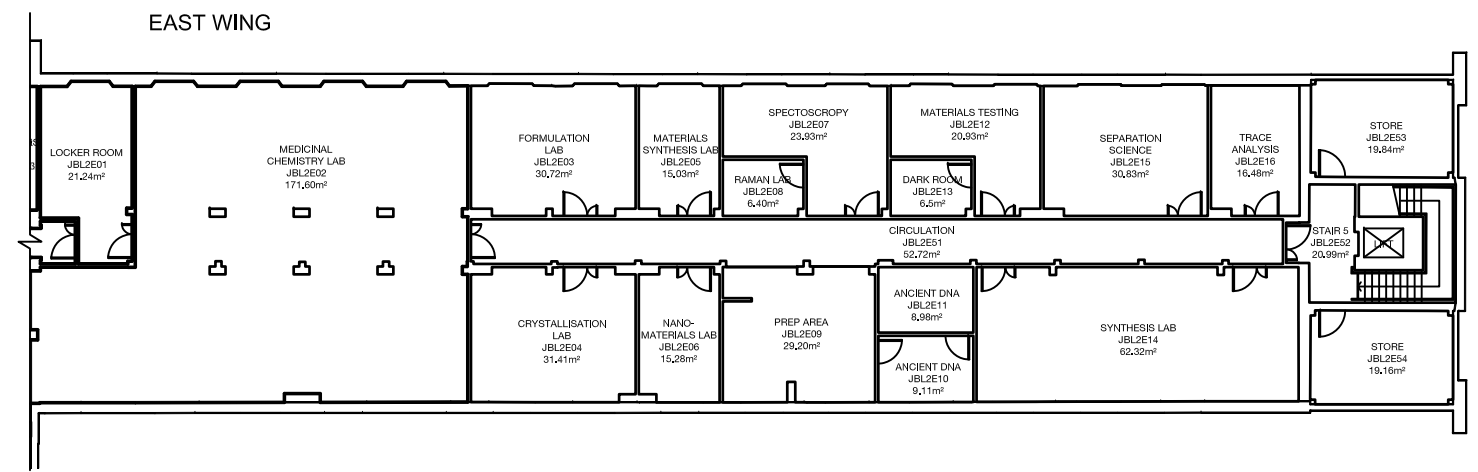 EAST WING
LOCKER ROOM
JBL2E01
21.24m²
MEDICINAL
CHEMISTRY LAB
JBL2E02
171.60m²
FORMULATION
LAB
JBL2E03
30.72m²
MATERIALS
SYNTHESIS LAB
JBL2E05
15.03m²
SPECTOSCROPY
JBL2E07
23.93m²
RAMAN LAB
JBL2E08
6.40m²
MATERIALS TESTING
JBL2E12
20.93m²
DARK ROOM
JBL2E13
6.5m²
SEPARATION
SCIENCE
JBL2E15
30.83m²
TRACE
ANALYSIS
JBL2E16
16.48m²
STORE
JBL2E53
19.84m²
CIRCULATION
JBL2E51
52.72m²
STAIR 5
JBL2E52
20.99m²
LIFT
CRYSTALLISATION
LAB
JBL2E04
31.41m²
NANO-
MATERIALS LAB
JBL2E06
15.28m²
PREP AREA
JBL2E09
29.20m²
ANCIENT DNA
JBL2E11
8.98m²
ANCIENT DNA
JBL2E10
9.11m²
SYNTHESIS LAB
JBL2E14
62.32m²
STORE
JBL2E54
19.16m²